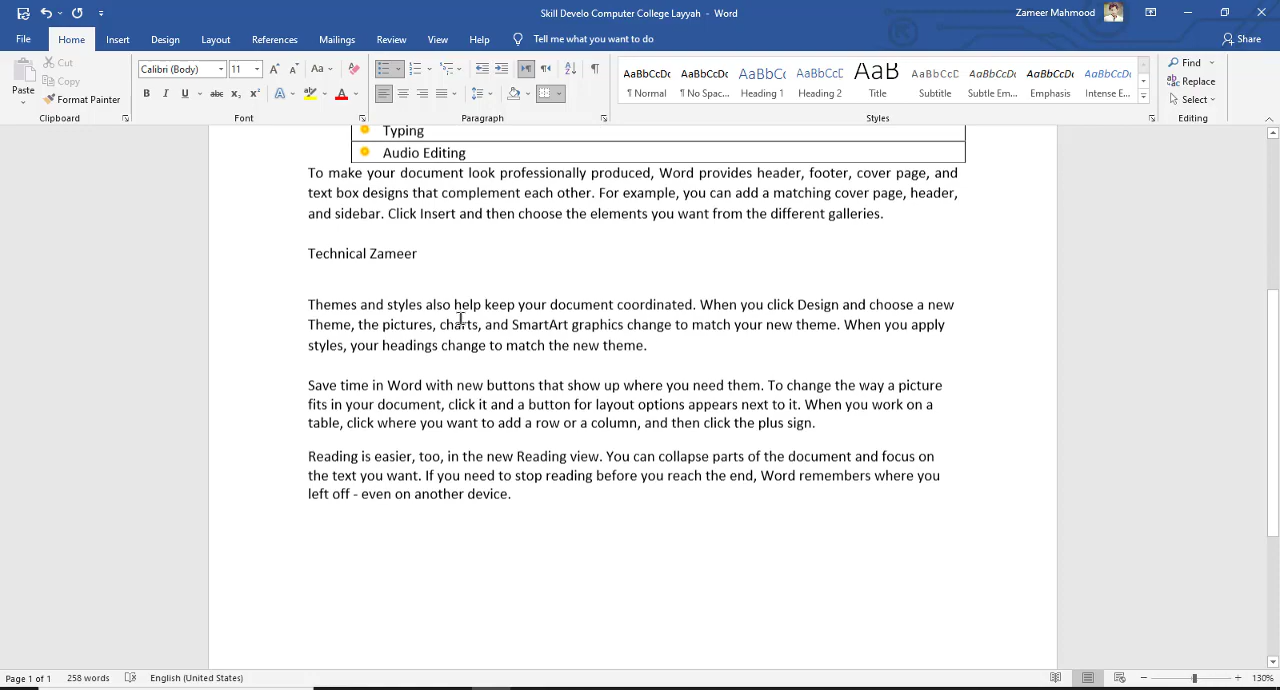 Skill Develo Computer College Layyah - Word
Zameer Mahmood
File Home Insert Design Layout References Mailings Review View Help Tell me what you want to do Share
Paste
Cut
Copy
Format Painter
Clipboard
Calibri (Body) 11
Font
Paragraph
AaBbCcDc AaBbCcDc AaBbC AaBbCcC AaB AaBbCcD AaBbCcDc AaBbCcDc AaBbCcDc
¶ Normal ¶ No Spac... Heading 1 Heading 2 Title Subtitle Subtle Em... Emphasis Intense E...
Styles
Find
Replace
Select
Editing
Typing
Audio Editing
To make your document look professionally produced, Word provides header, footer, cover page, and
text box designs that complement each other. For example, you can add a matching cover page, header,
and sidebar. Click Insert and then choose the elements you want from the different galleries.
Technical Zameer
Themes and styles also help keep your document coordinated. When you click Design and choose a new
Theme, the pictures, charts, and SmartArt graphics change to match your new theme. When you apply
styles, your headings change to match the new theme.
Save time in Word with new buttons that show up where you need them. To change the way a picture
fits in your document, click it and a button for layout options appears next to it. When you work on a
table, click where you want to add a row or a column, and then click the plus sign.
Reading is easier, too, in the new Reading view. You can collapse parts of the document and focus on
the text you want. If you need to stop reading before you reach the end, Word remembers where you
left off - even on another device.
Page 1 of 1 258 words English (United States) 130%